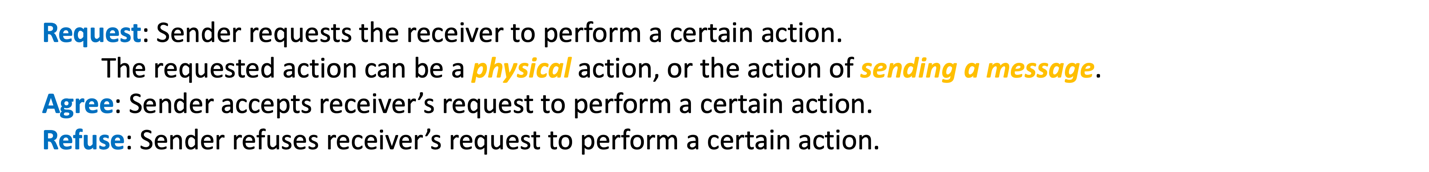 Request: Sender requests the receiver to perform a certain action.
The requested action can be a physical action, or the action of sending a message.
Agree: Sender accepts receiver’s request to perform a certain action.
Refuse: Sender refuses receiver’s request to perform a certain action.